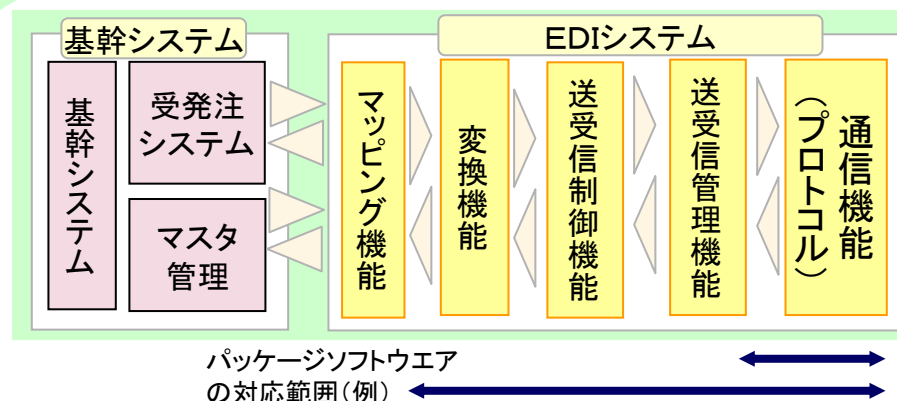 基幹システム
EDIシステム
基幹システム
受発注
システム
マスタ
管理
マッピング機能
変換機能
送受信制御機能
送受信管理機能
通信機能
（プロトコル）
パッケージソフトウエア
の対応範囲（例）